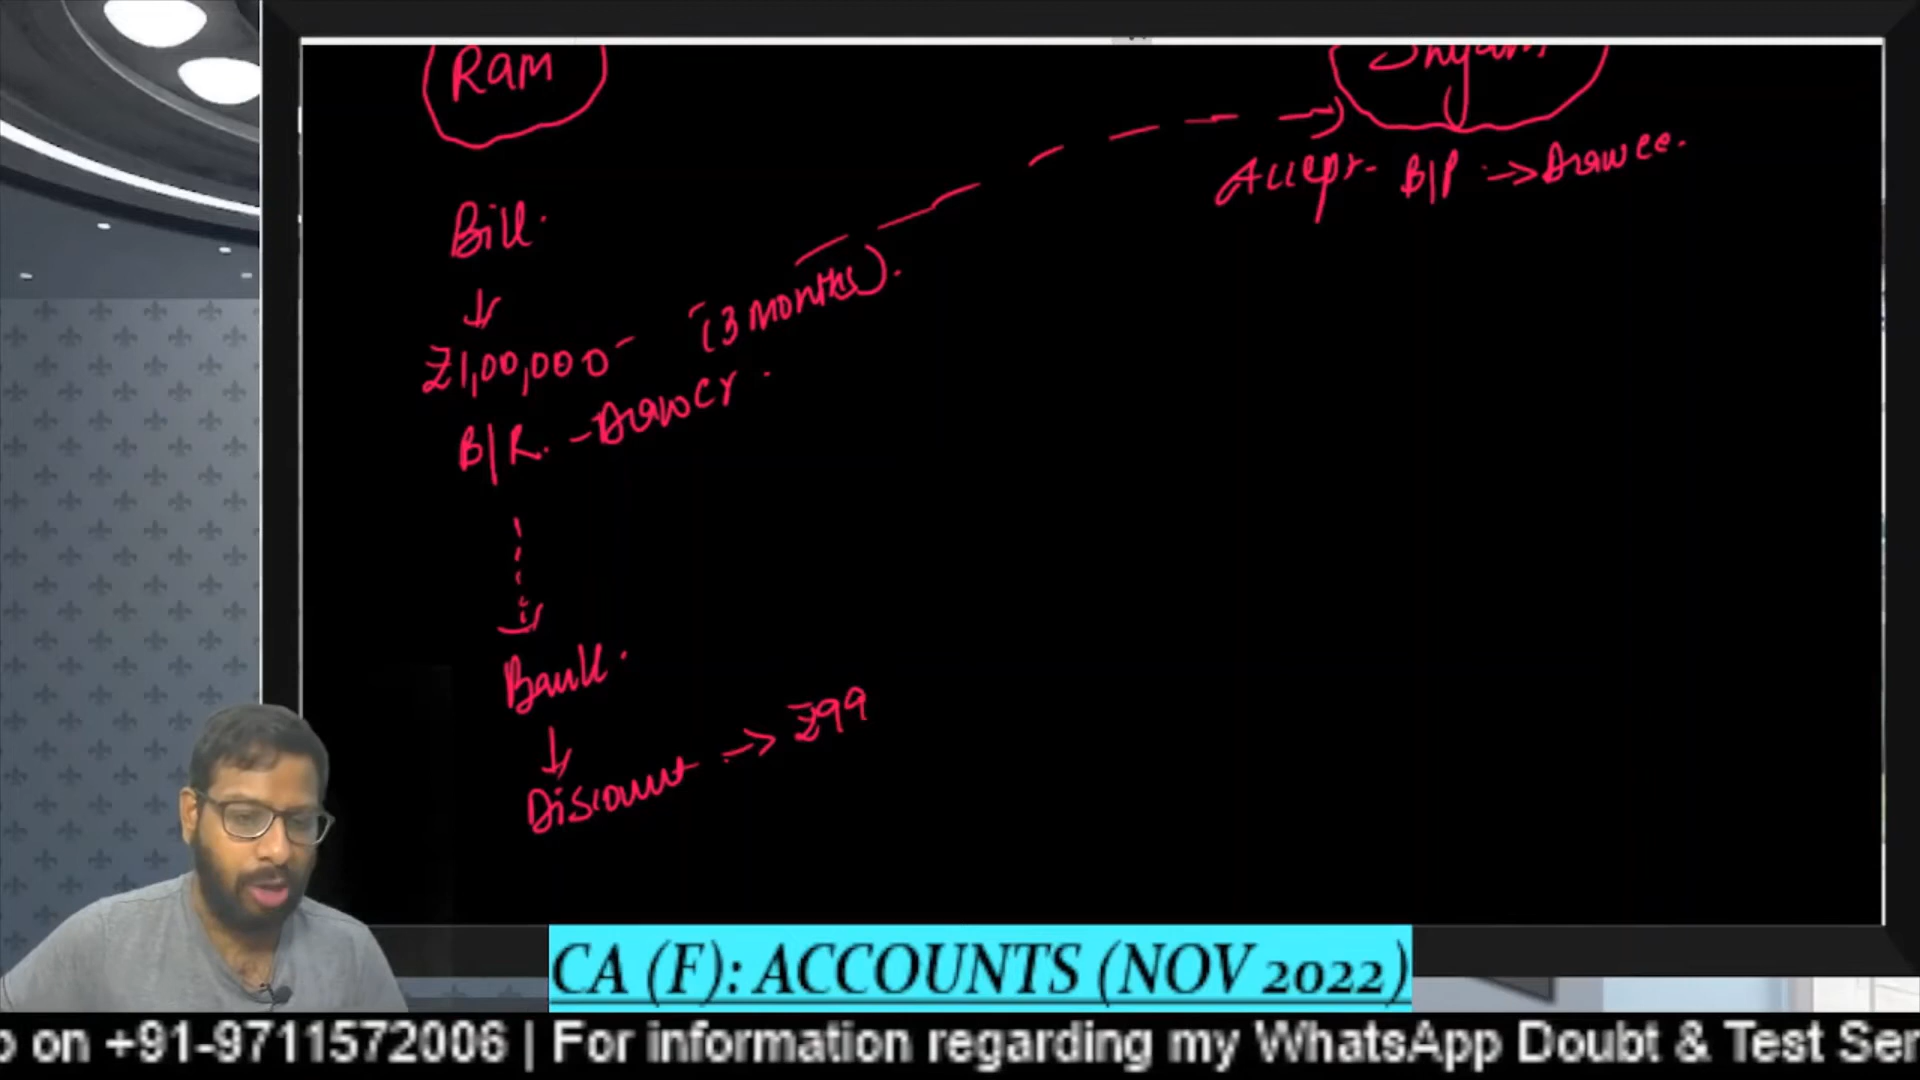 Ram
Shyam
Accept- B/P -> Drawee.
Bill.
₹1,00,000 - (3 months).
B/R. - Drawer.
Bank.
Discount -> ₹99
CA (F): ACCOUNTS (NOV 2022)
p on +91-9711572006 | For information regarding my WhatsApp Doubt & Test Ser